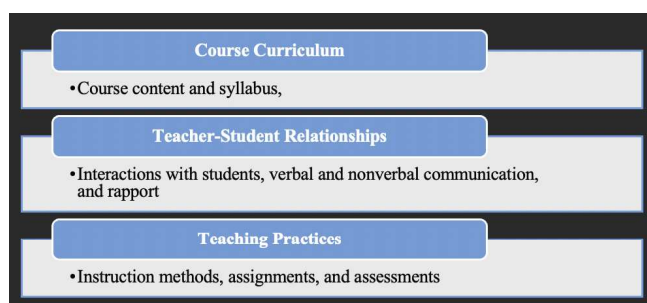 Course Curriculum
•Course content and syllabus,
Teacher-Student Relationships
•Interactions with students, verbal and nonverbal communication,
and rapport
Teaching Practices
•Instruction methods, assignments, and assessments